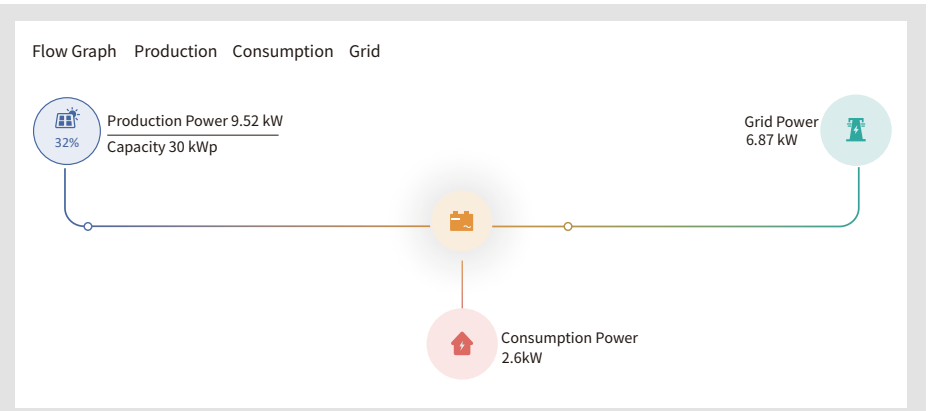 Flow Graph Production Consumption Grid
32%
Production Power 9.52 kW
Capacity 30 kWp
Grid Power
6.87 kW
Consumption Power
2.6kW